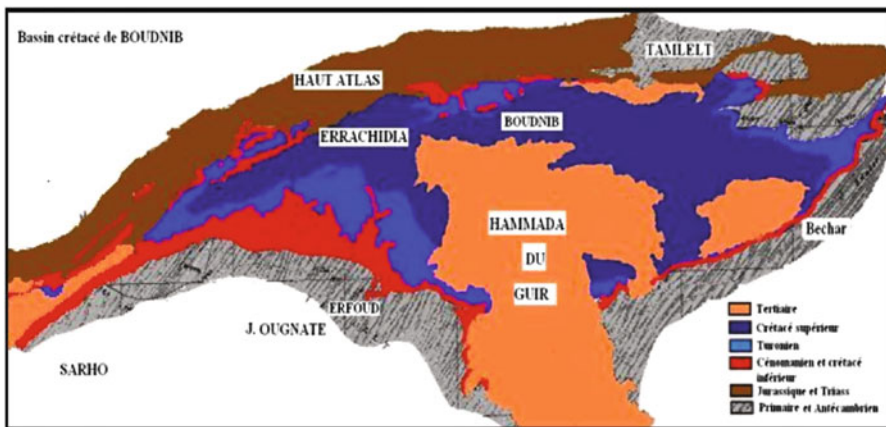 Bassin crétacé de BOUDNIB
TAMLELT
HAUT ATLAS
BOUDNIB
ERRACHIDIA
HAMMADA
DU
GUIR
Bechar
ERFOUD
J. OUGNATE
SARHO
Tertiaire
Crétacé supérieur
Turonien
Cénomanien et crétacé
inférieur
Jurassique et Triass
Primaire et Antécambrien